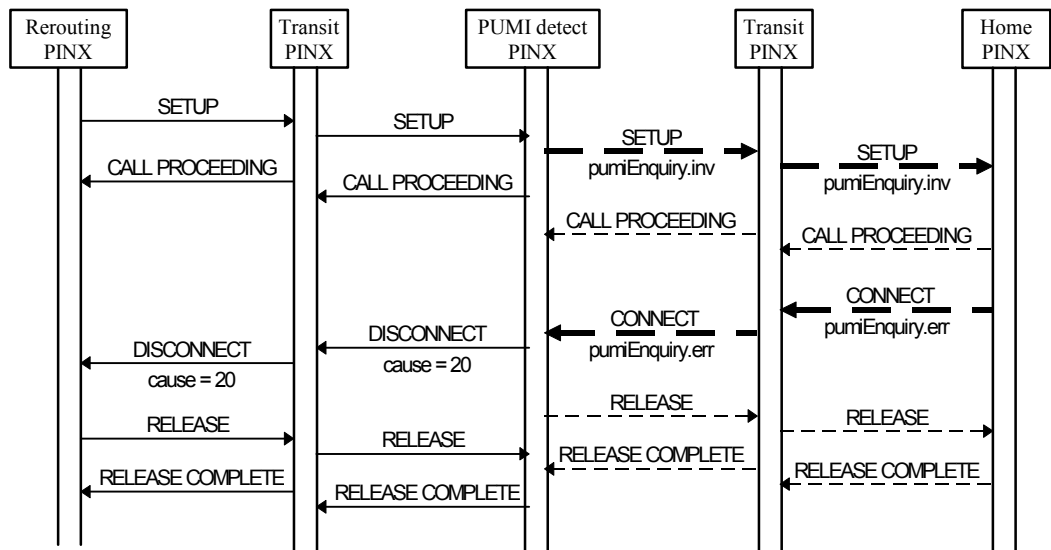 Rerouting
PINX
Transit
PINX
PUMI detect
PINX
Transit
PINX
Home
PINX
SETUP
SETUP
SETUP
pumiEnquiry.inv
SETUP
pumiEnquiry.inv
CALL PROCEEDING
CALL PROCEEDING
CALL PROCEEDING
CALL PROCEEDING
CONNECT
pumiEnquiry.err
CONNECT
pumiEnquiry.err
DISCONNECT
cause = 20
DISCONNECT
cause = 20
RELEASE
RELEASE
RELEASE
RELEASE
RELEASE COMPLETE
RELEASE COMPLETE
RELEASE COMPLETE
RELEASE COMPLETE